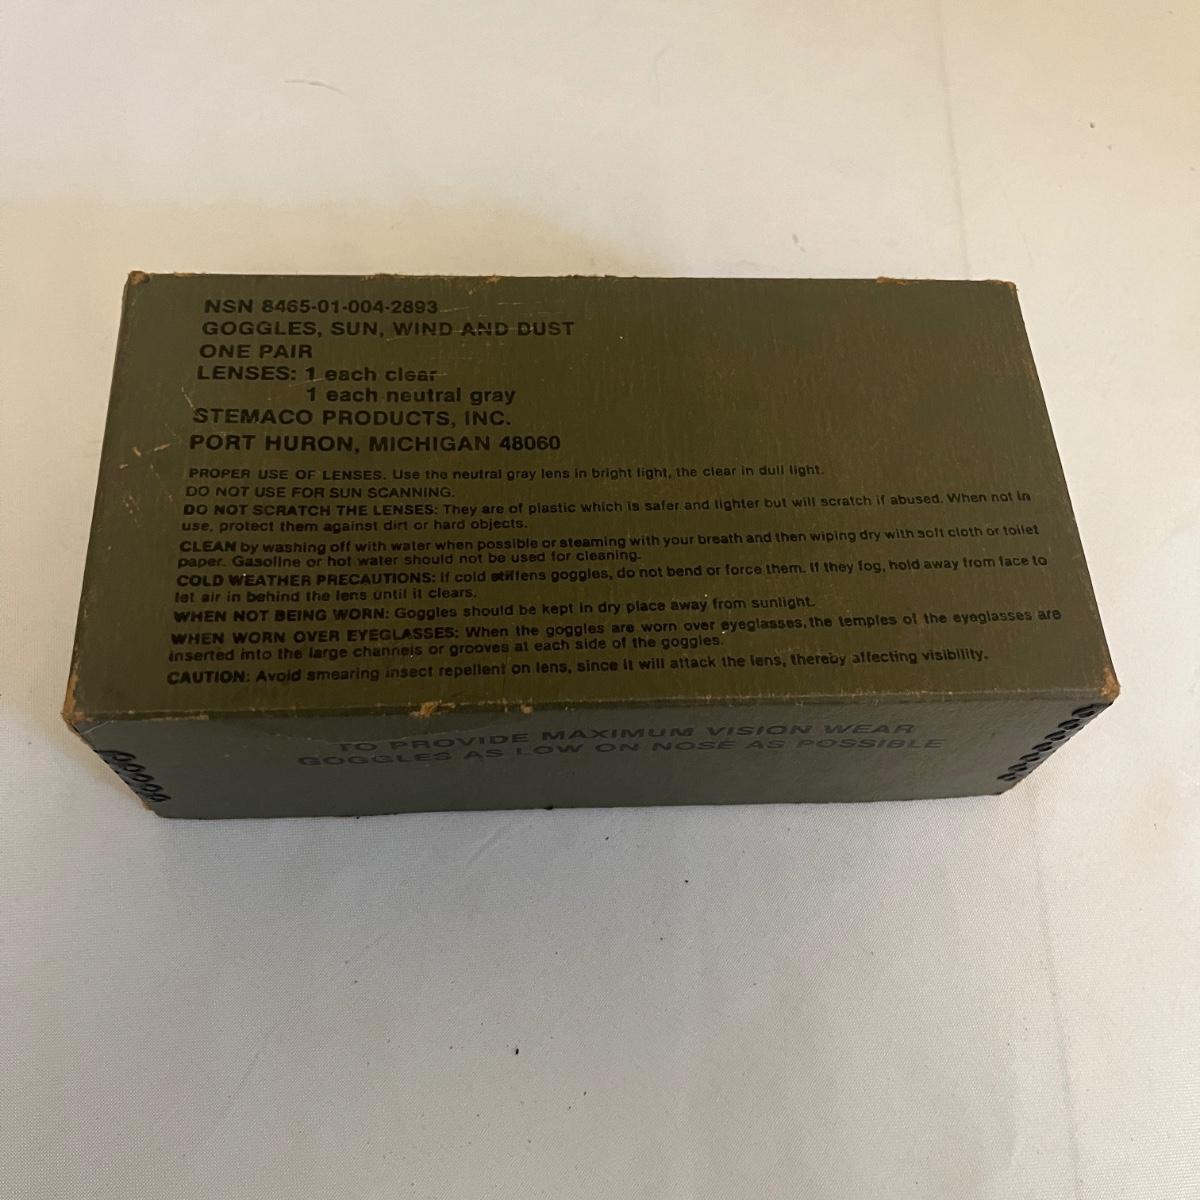 NSN 8465-01-004-2893
GOGGLES, SUN, WIND AND DUST
ONE PAIR
LENSES: 1 each clear
1 each neutral gray
STEMACO PRODUCTS, INC.
PORT HURON, MICHIGAN 48060
PROPER USE OF LENSES. Use the neutral gray lens in bright light, the clear in dull light.
DO NOT USE FOR SUN SCANNING.
DO NOT SCRATCH THE LENSES: They are of plastic which is safer and lighter but will scratch if abused. When not in
use, protect them against dirt or hard objects.
CLEAN by washing off with water when possible or steaming with your breath and then wiping dry with soft cloth or toilet
paper. Gasoline or hot water should not be used for cleaning.
COLD WEATHER PRECAUTIONS: If cold stiffens goggles, do not bend or force them. If they fog, hold away from face to
let air in behind the lens until it clears.
WHEN NOT BEING WORN: Goggles should be kept in dry place away from sunlight.
WHEN WORN OVER EYEGLASSES: When the goggles are worn over eyeglasses, the temples of the eyeglasses are
inserted into the large channels or grooves at each side of the goggles.
CAUTION: Avoid smearing insect repellent on lens, since it will attack the lens, thereby affecting visibility.
TO PROVIDE MAXIMUM VISION WEAR
GOGGLES AS LOW ON NOSE AS POSSIBLE